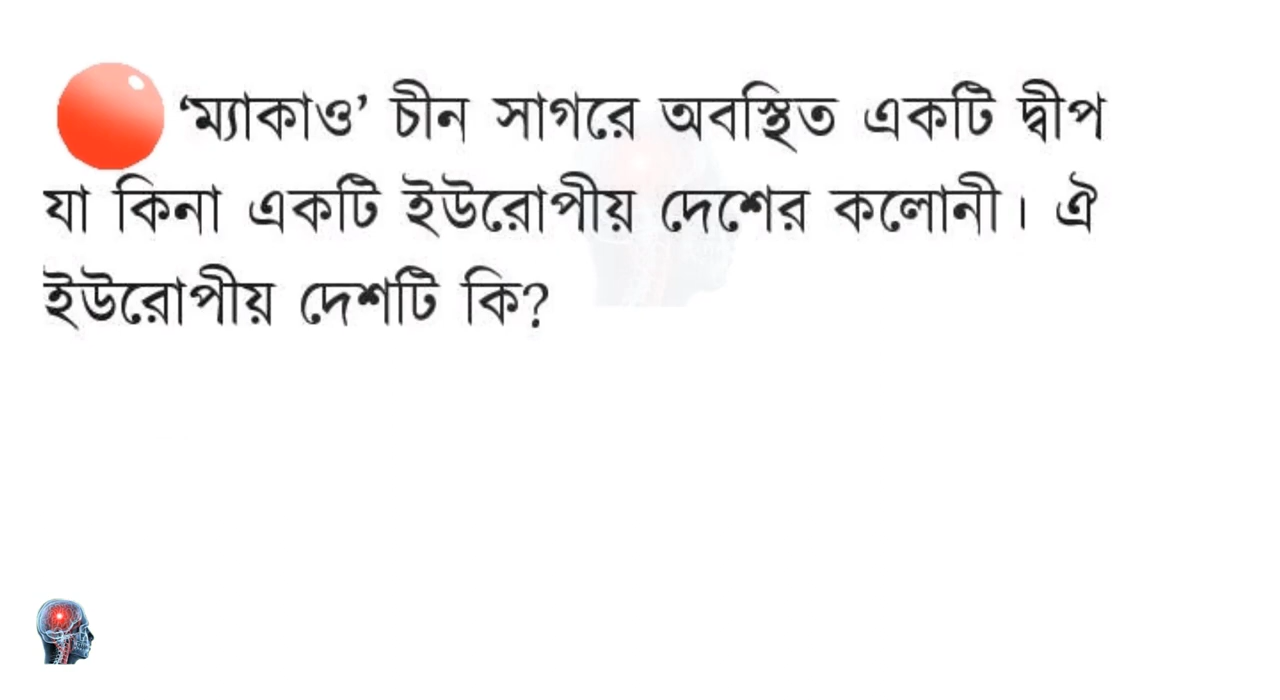 ‘ম্যাকাও’ চীন সাগরে অবস্থিত একটি দ্বীপ
যা কিনা একটি ইউরোপীয় দেশের কলোনী। ঐ
ইউরোপীয় দেশটি কি?